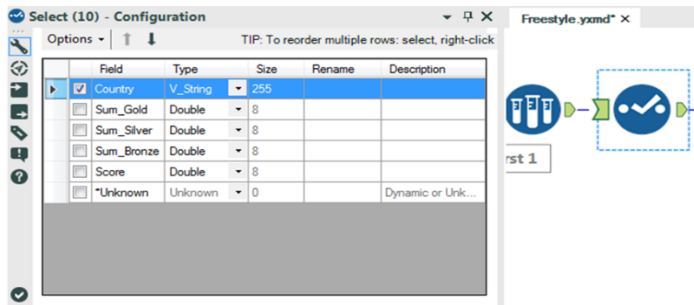 Select (10) - Configuration
Freestyle.yxmd*
Options
TIP: To reorder multiple rows: select, right-click
Field Type Size Rename Description
Country V_String 255
Sum_Gold Double 8
Sum_Silver Double 8
Sum_Bronze Double 8
Score Double 8
*Unknown Unknown 0 Dynamic or Unk...
rst 1